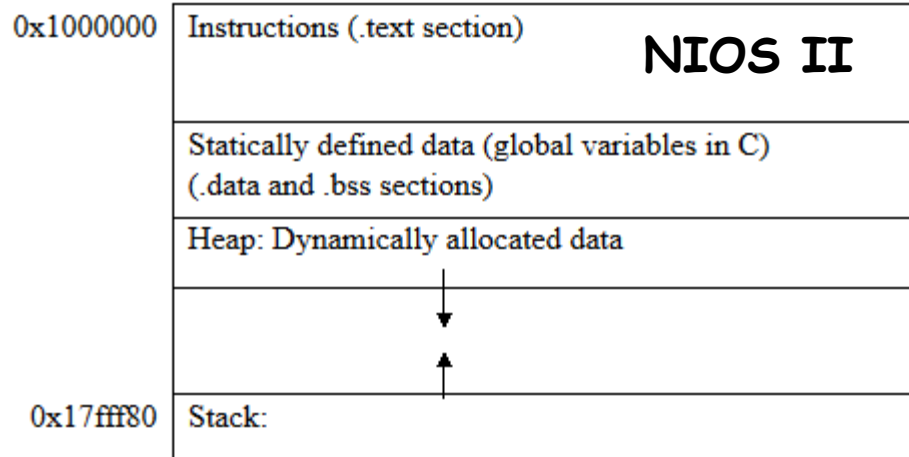 0x1000000
Instructions (.text section)
NIOS II
Statically defined data (global variables in C)
(.data and .bss sections)
Heap: Dynamically allocated data
0x17fff80
Stack: